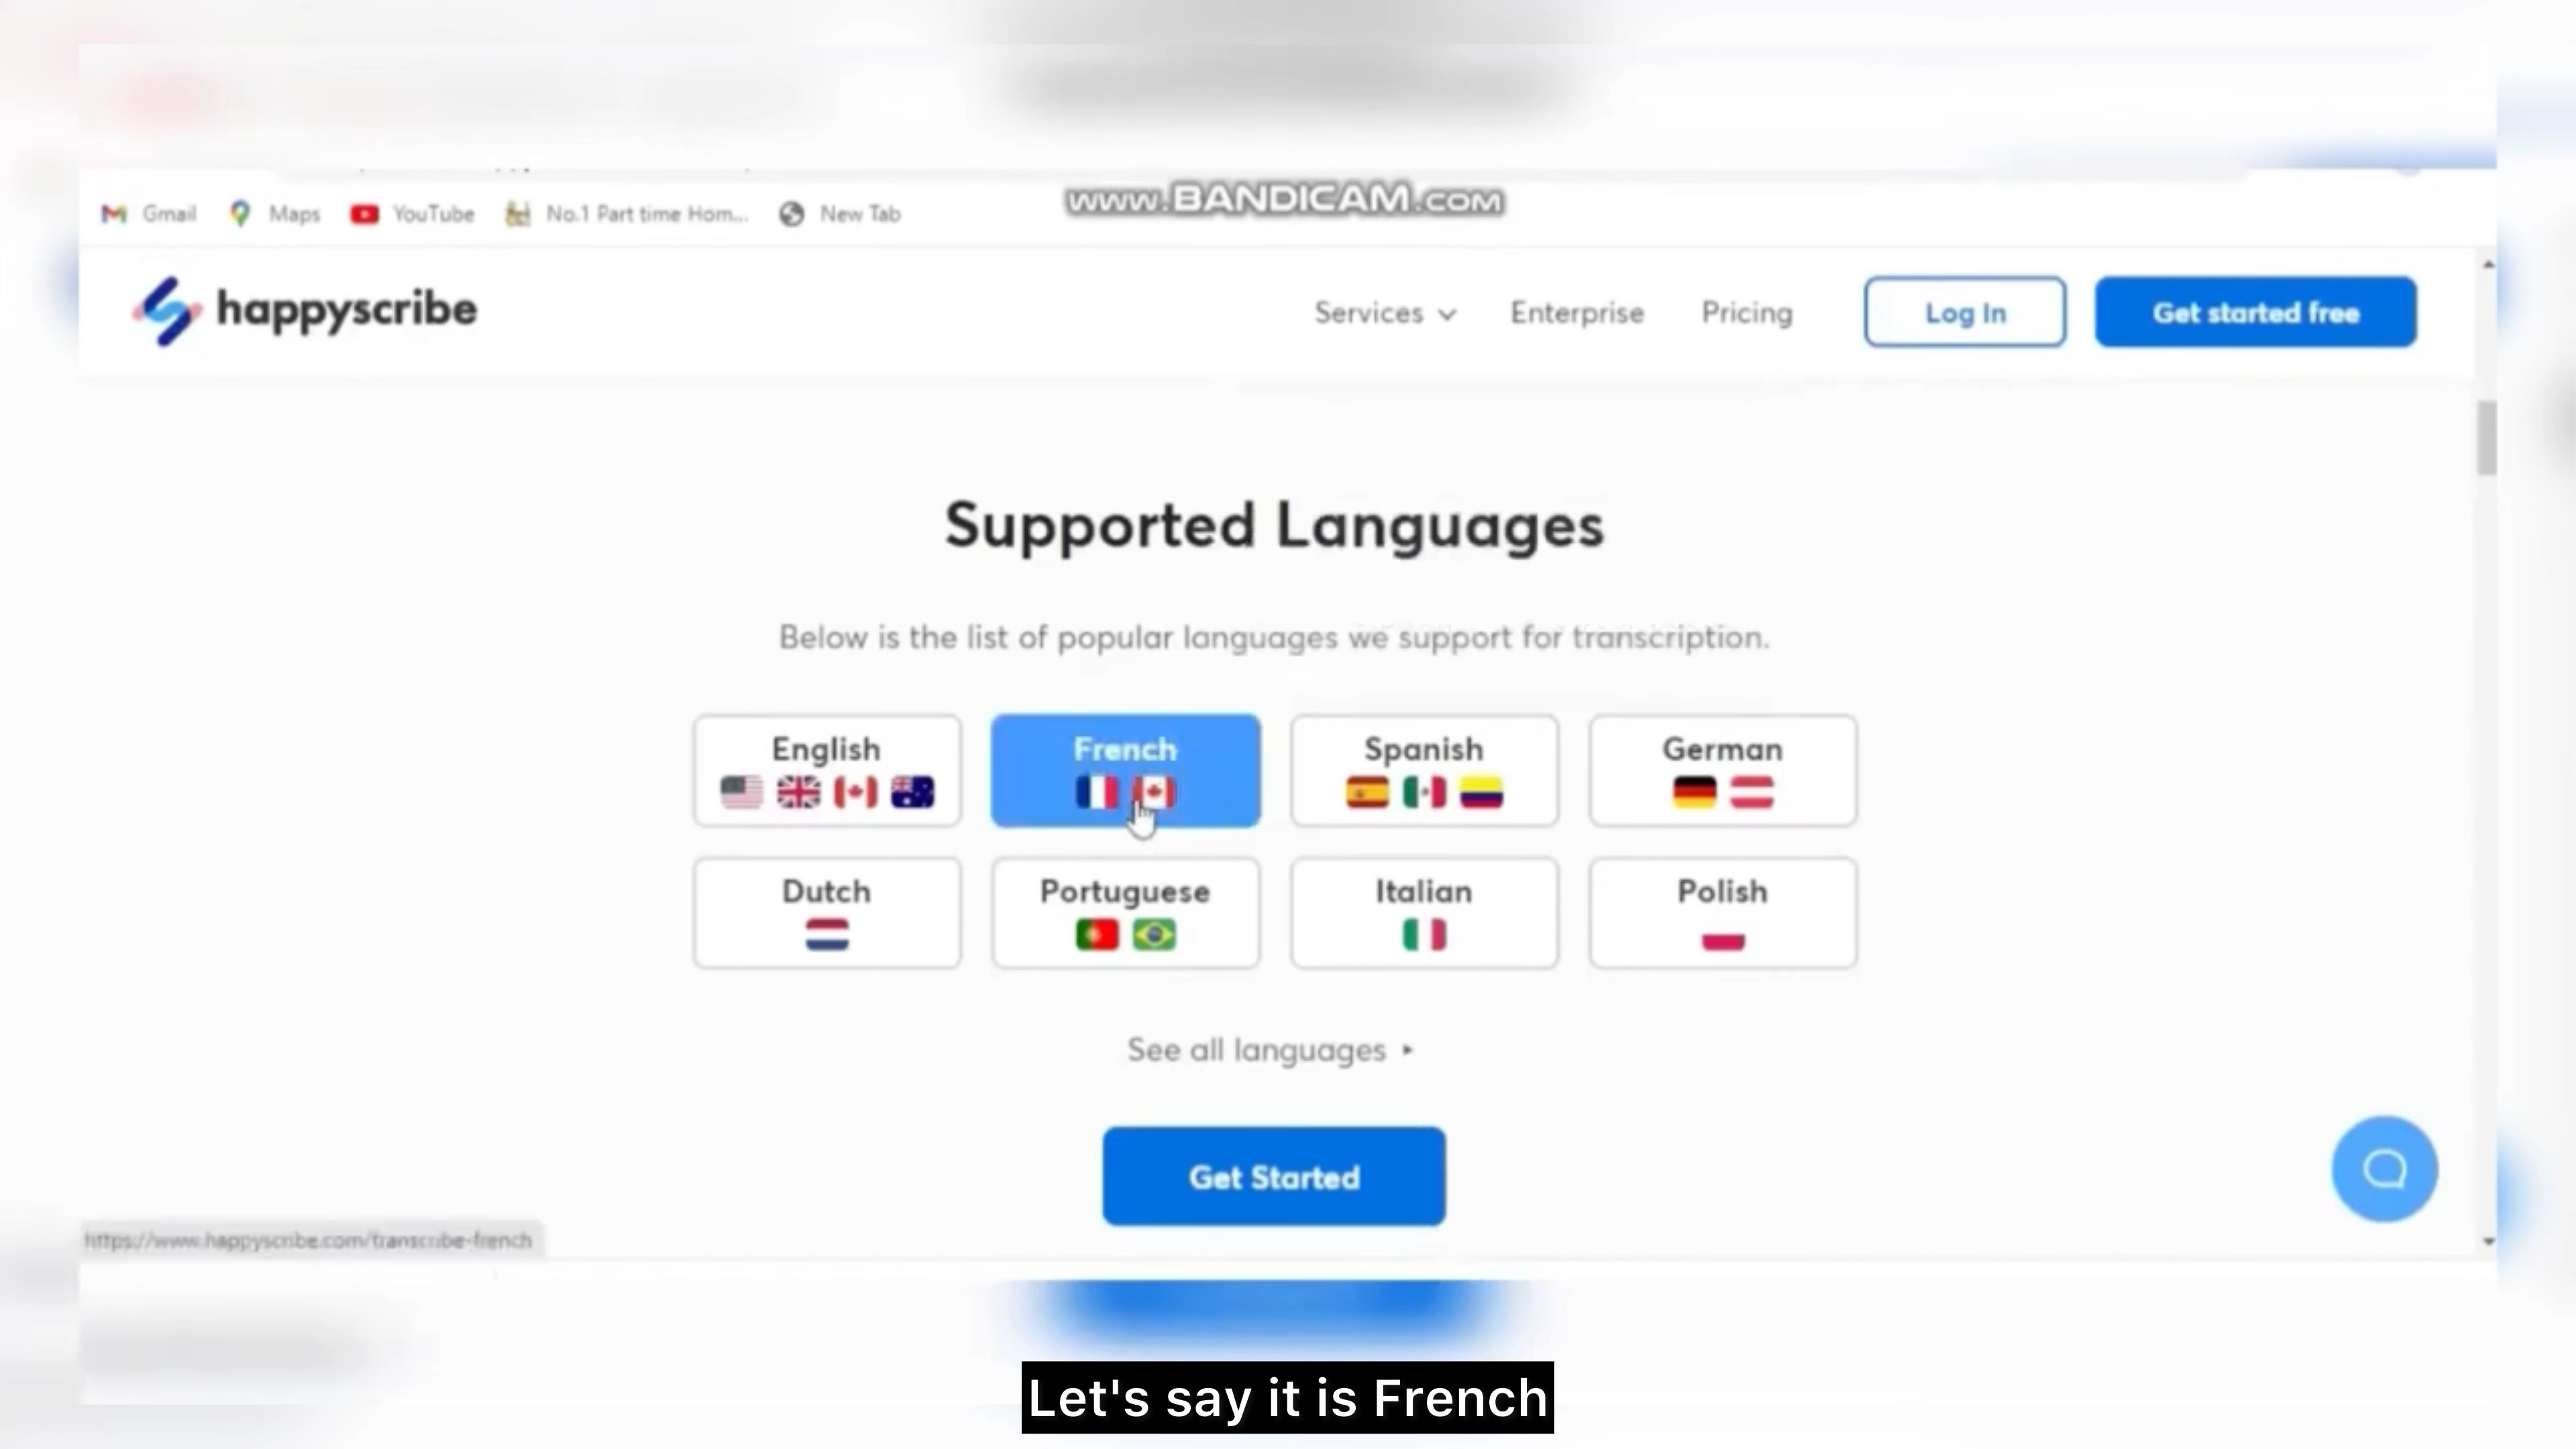 www.BANDICAM.com
Gmail Maps YouTube No.1 Part time Hom... New Tab
happyscribe Services Enterprise Pricing Log In Get started free
Supported Languages
Below is the list of popular languages we support for transcription.
English French Spanish German
Dutch Portuguese Italian Polish
See all languages
Get Started
https://www.happyscribe.com/transcribe-french
Let's say it is French